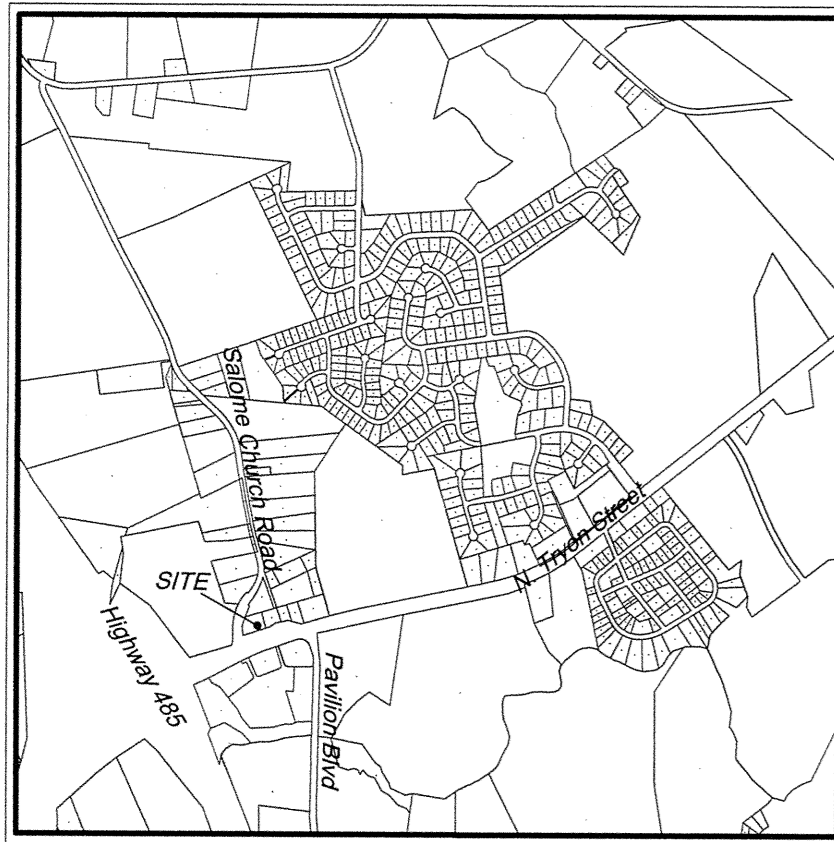 Salome Church Road
N. Tryon Street
SITE
Highway 485
Pavilion Blvd